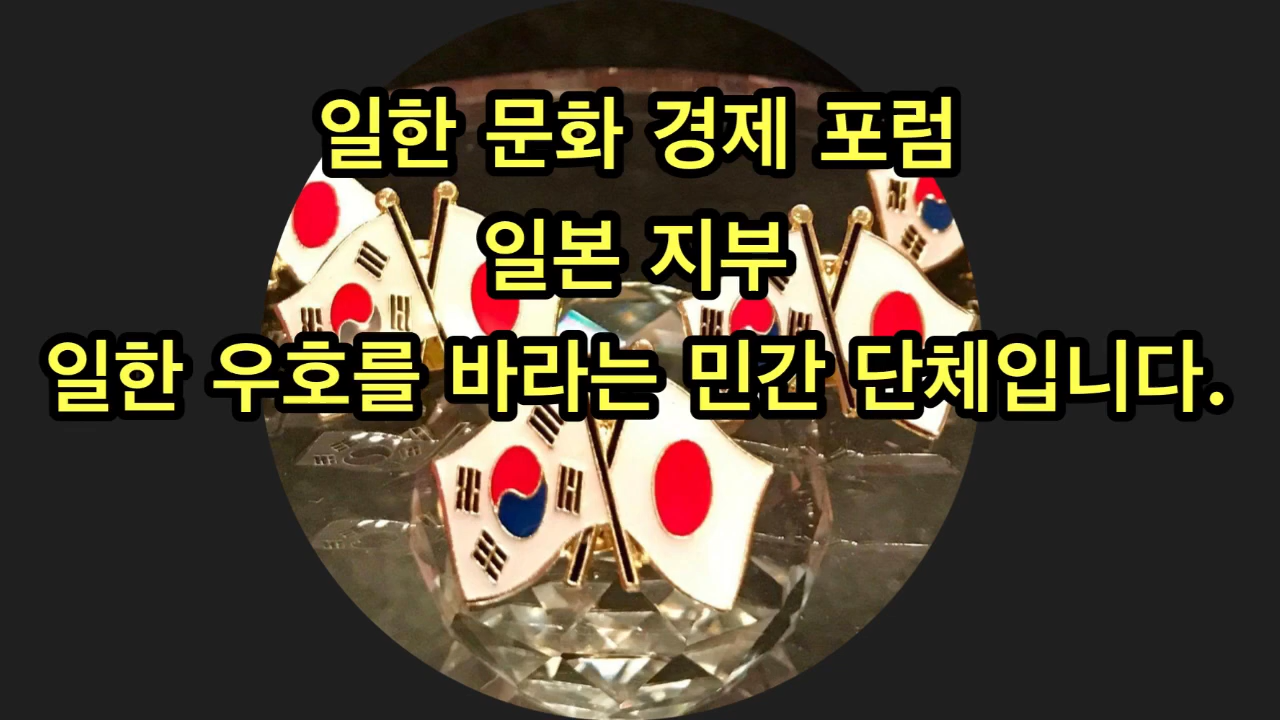 일한 문화 경제 포럼
일본 지부
일한 우호를 바라는 민간 단체입니다.